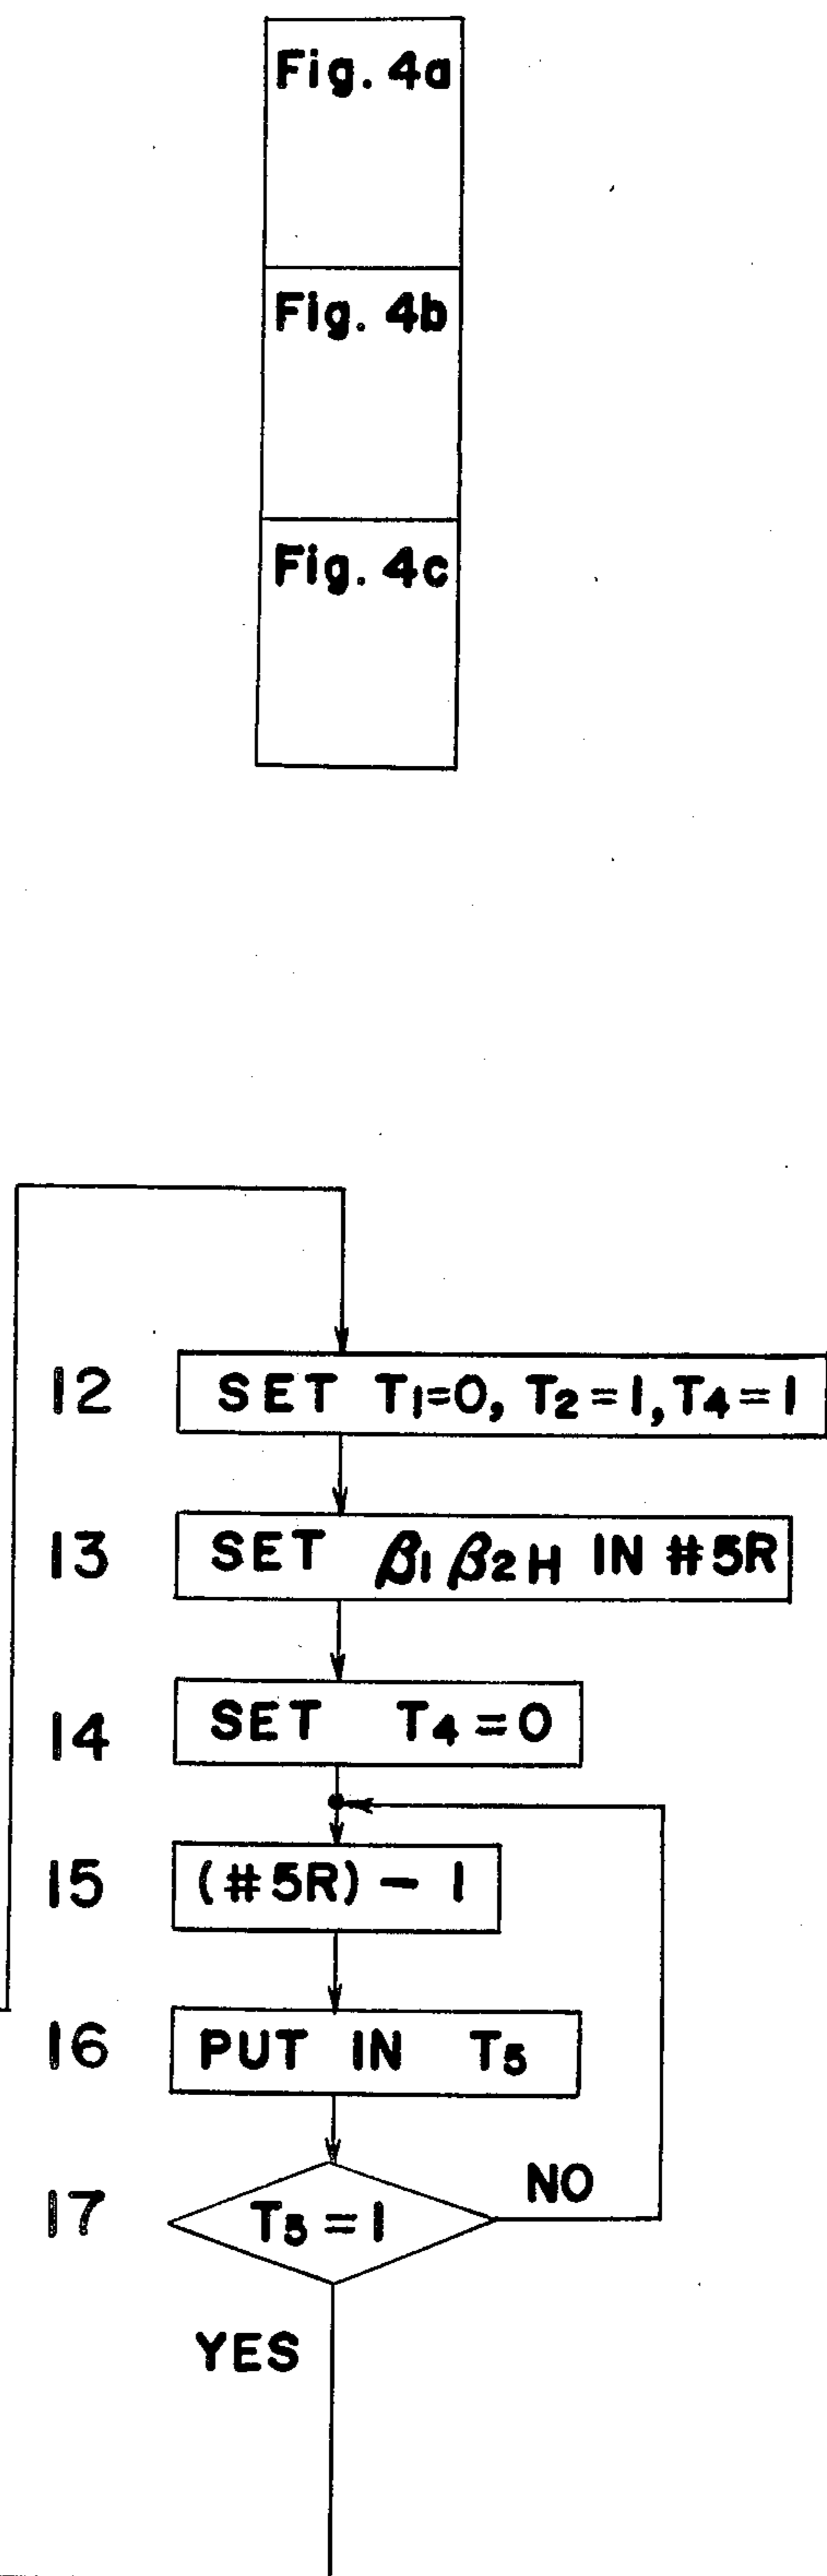 Fig. 4a
Fig. 4b
Fig. 4c
12 SET T₁=0, T₂=1, T₄=1
13 SET β₁ β₂H IN #5R
14 SET T₄=0
15 (#5R) - 1
16 PUT IN T₅
17 T₅=1 NO
YES